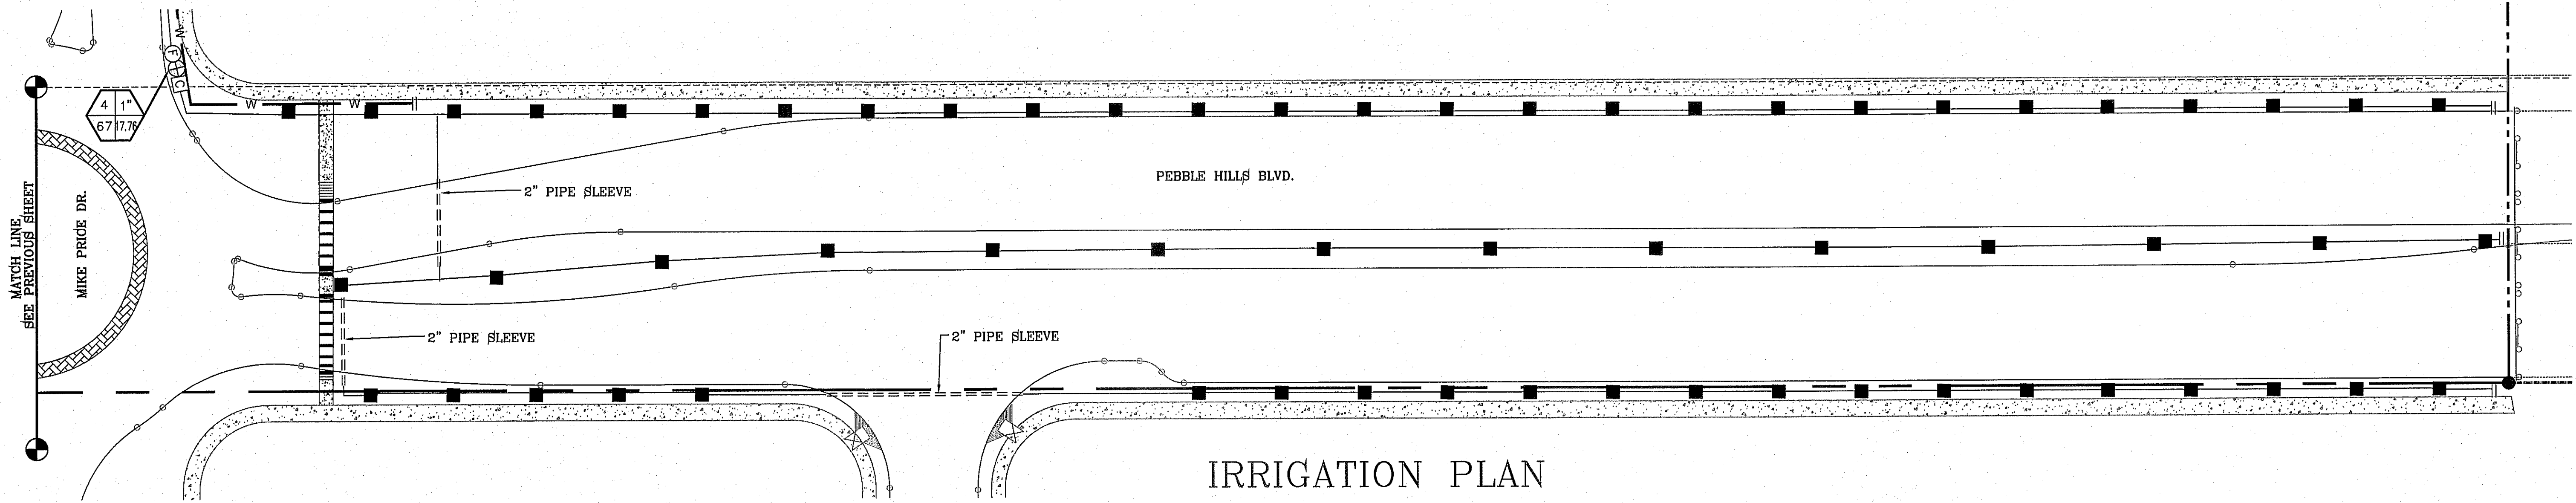 MATCH LINE
SEE PREVIOUS SHEET
MIKE PRICE DR.
4 1"
67 17.76
F
C
W
W W
2" PIPE SLEEVE
PEBBLE HILLS BLVD.
2" PIPE SLEEVE
2" PIPE SLEEVE
IRRIGATION PLAN